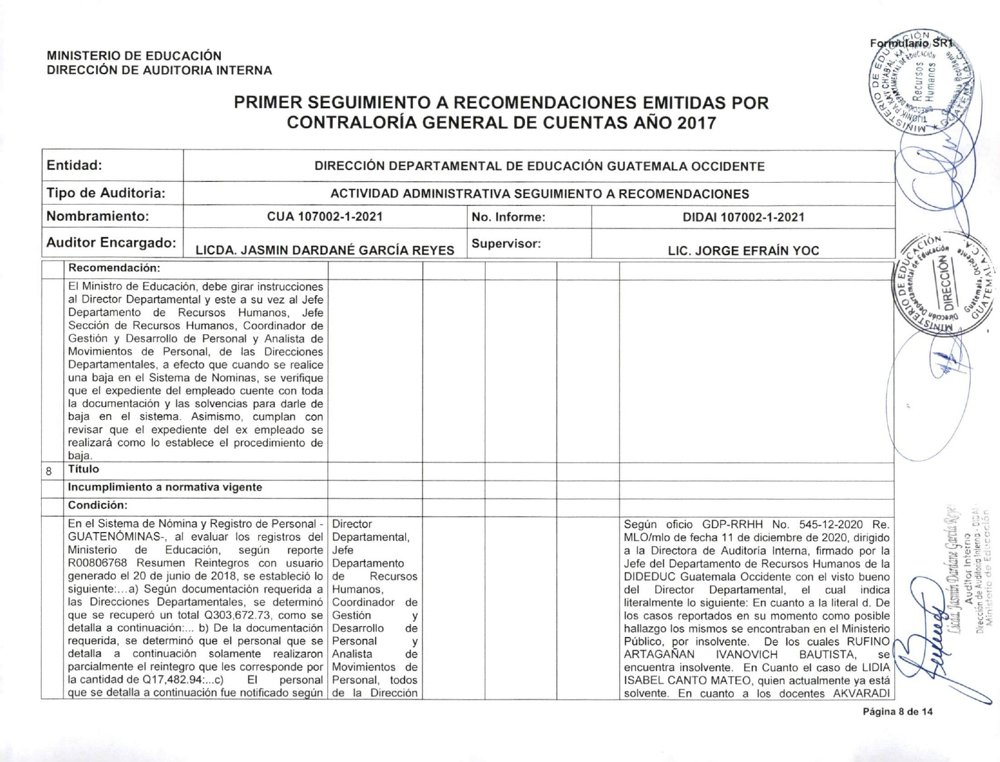 Formulario SR1
MINISTERIO DE EDUCACIÓN
DIRECCIÓN DE AUDITORIA INTERNA
PRIMER SEGUIMIENTO A RECOMENDACIONES EMITIDAS POR
CONTRALORÍA GENERAL DE CUENTAS AÑO 2017
Entidad: DIRECCIÓN DEPARTAMENTAL DE EDUCACIÓN GUATEMALA OCCIDENTE
Tipo de Auditoria: ACTIVIDAD ADMINISTRATIVA SEGUIMIENTO A RECOMENDACIONES
Nombramiento: CUA 107002-1-2021 No. Informe: DIDAI 107002-1-2021
Auditor Encargado: LICDA. JASMIN DARDANÉ GARCÍA REYES Supervisor: LIC. JORGE EFRAÍN YOC
Recomendación:
El Ministro de Educación, debe girar instrucciones
al Director Departamental y este a su vez al Jefe
Departamento de Recursos Humanos, Jefe
Sección de Recursos Humanos, Coordinador de
Gestión y Desarrollo de Personal y Analista de
Movimientos de Personal, de las Direcciones
Departamentales, a efecto que cuando se realice
una baja en el Sistema de Nominas, se verifique
que el expediente del empleado cuente con toda
la documentación y las solvencias para darle de
baja en el sistema. Asimismo, cumplan con
revisar que el expediente del ex empleado se
realizará como lo establece el procedimiento de
baja.
8 Título
Incumplimiento a normativa vigente
Condición:
En el Sistema de Nómina y Registro de Personal -
GUATENÓMINAS-, al evaluar los registros del
Ministerio de Educación, según reporte
R00806768 Resumen Reintegros con usuario
generado el 20 de junio de 2018, se estableció lo
siguiente:...a) Según documentación requerida a
las Direcciones Departamentales, se determinó
que se recuperó un total Q303,672.73, como se
detalla a continuación:... b) De la documentación
requerida, se determinó que el personal que se
detalla a continuación solamente realizaron
parcialmente el reintegro que les corresponde por
la cantidad de Q17,482.94:...c) El personal
que se detalla a continuación fue notificado según
Director
Departamental,
Jefe
Departamento
de Recursos
Humanos,
Coordinador de
Gestión y
Desarrollo de
Personal y
Analista de
Movimientos de
Personal, todos
de la Dirección
Según oficio GDP-RRHH No. 545-12-2020 Re.
MLO/mlo de fecha 11 de diciembre de 2020, dirigido
a la Directora de Auditoría Interna, firmado por la
Jefe del Departamento de Recursos Humanos de la
DIDEDUC Guatemala Occidente con el visto bueno
del Director Departamental, el cual indica
literalmente lo siguiente: En cuanto a la literal d. De
los casos reportados en su momento como posible
hallazgo los mismos se encontraban en el Ministerio
Público, por insolvente. De los cuales RUFINO
ARTAGAÑAN IVANOVICH BAUTISTA, se
encuentra insolvente. En Cuanto el caso de LIDIA
ISABEL CANTO MATEO, quien actualmente ya está
solvente. En cuanto a los docentes AKVARADI
Página 8 de 14
MINISTERIO DE EDUCACIÓN
Recursos
Humanos
GUATEMALA
MINISTERIO DE EDUCACIÓN
Dirección Departamental de Educación
DIRECCIÓN
Guatemala, Occidente
GUATEMALA, C.A.
Licda. Jasmín Dardane García Reyes
Auditor Interno
Dirección de Auditoria Interna - DIDAI
Ministerio de Educación